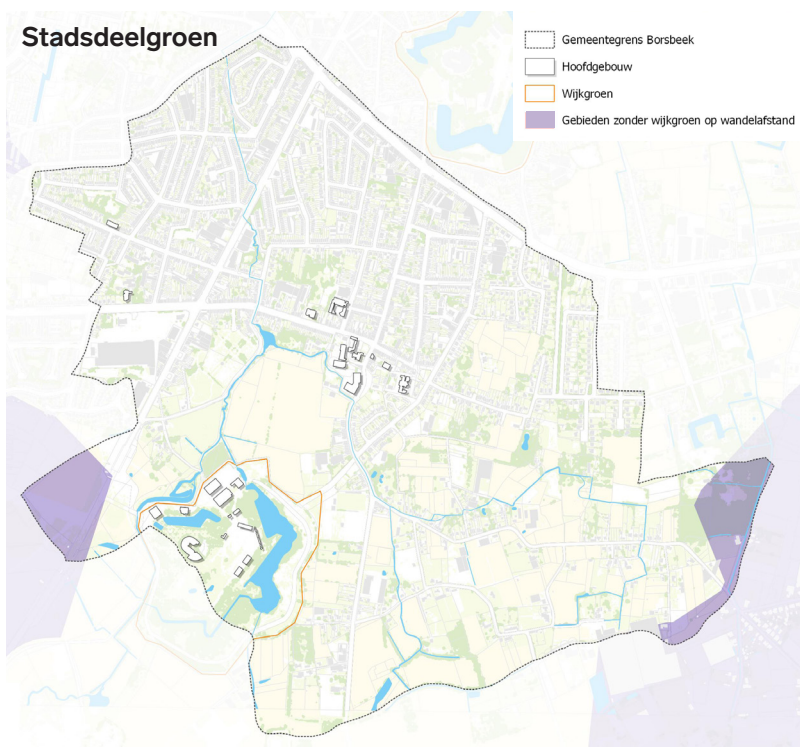 Stadsdeelgroen
Gemeentegrens Borsbeek
Hoofdgebouw
Wijkgroen
Gebieden zonder wijkgroen op wandelafstand